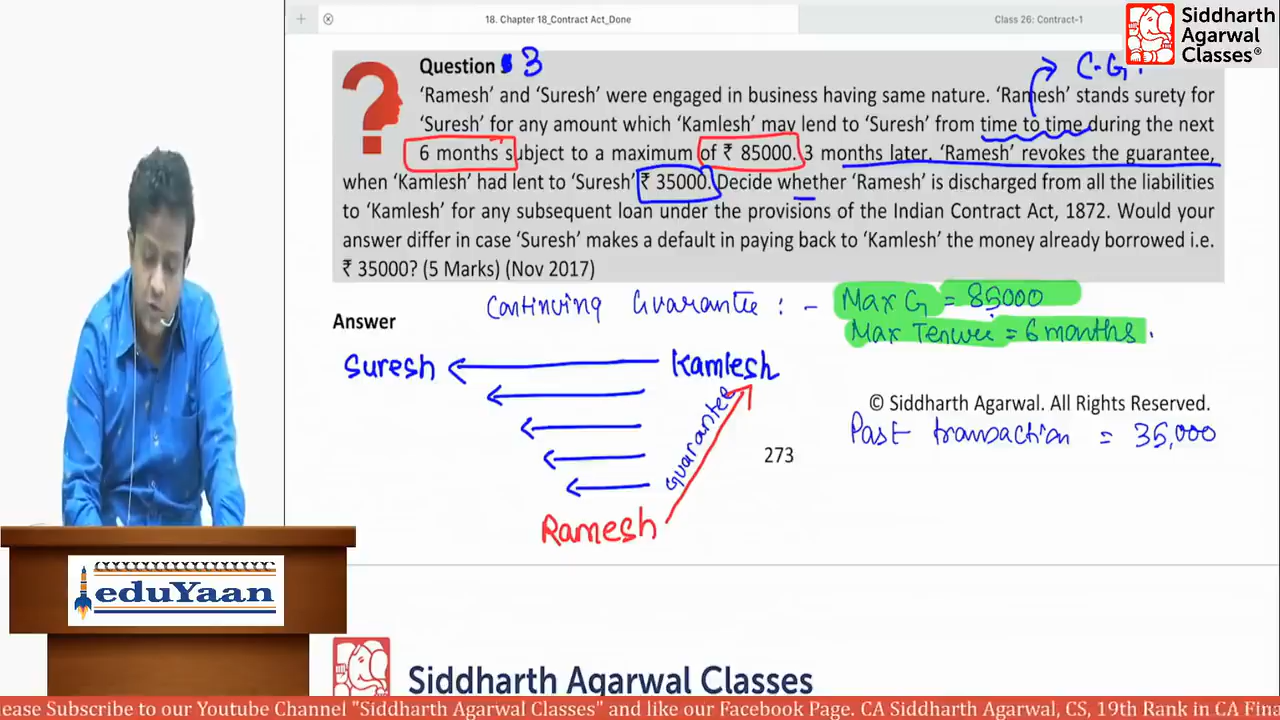 18. Chapter 18_Contract Act_Done
Class 26: Contract-1
Siddharth
Agarwal
Classes®
Question 3
C.G.
‘Ramesh’ and ‘Suresh’ were engaged in business having same nature. ‘Ramesh’ stands surety for
‘Suresh’ for any amount which ‘Kamlesh’ may lend to ‘Suresh’ from time to time during the next
6 months subject to a maximum of ₹ 85000. 3 months later, ‘Ramesh’ revokes the guarantee,
when ‘Kamlesh’ had lent to ‘Suresh’ ₹ 35000. Decide whether ‘Ramesh’ is discharged from all the liabilities
to ‘Kamlesh’ for any subsequent loan under the provisions of the Indian Contract Act, 1872. Would your
answer differ in case ‘Suresh’ makes a default in paying back to ‘Kamlesh’ the money already borrowed i.e.
₹ 35000? (5 Marks) (Nov 2017)
Continuing Guarantee : - Max G = 85000
Max Tenure = 6 months.
Answer
Suresh
Kamlesh
Guarantee
Ramesh
© Siddharth Agarwal. All Rights Reserved.
Past transaction = 35,000
273
eduYaan
Siddharth Agarwal Classes
lease Subscribe to our Youtube Channel "Siddharth Agarwal Classes" and like our Facebook Page. CA Siddharth Agarwal, CS, 19th Rank in CA Fina